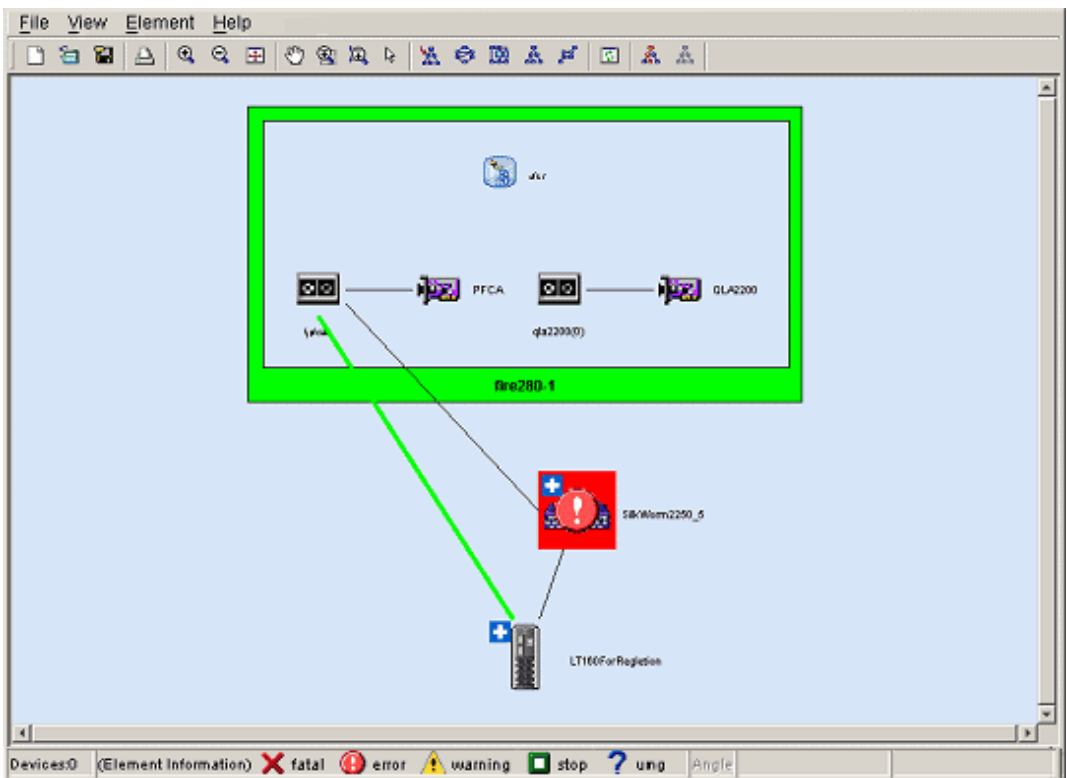 File View Element Help
PFCA
QLA2200
qla2200(0)
fire280-1
SilkWorm2250_5
LT160ForRegletion
Devices:0 (Element Information) fatal error warning stop umg Angle